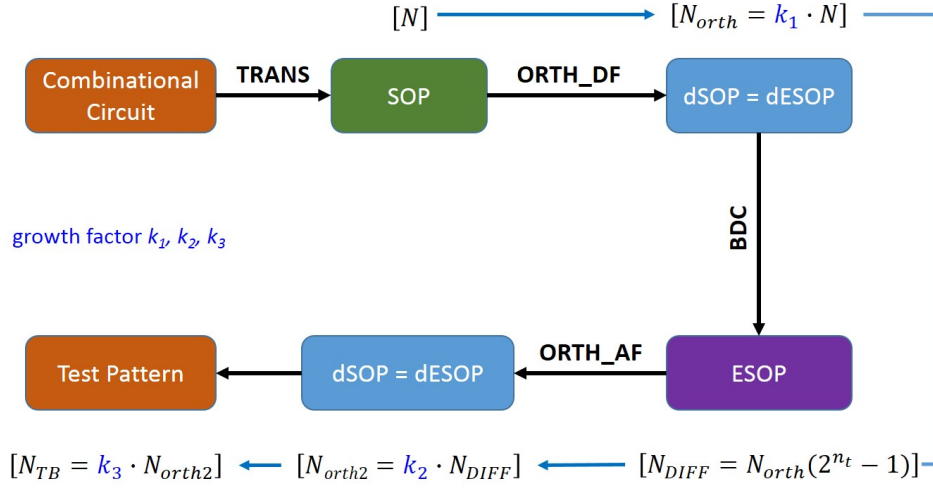 [N] [N_orth = k_1 · N]
TRANS ORTH_DF
Combinational
Circuit
SOP
dSOP = dESOP
BDC
growth factor k_1, k_2, k_3
ORTH_AF
Test Pattern
dSOP = dESOP
ESOP
[N_TB = k_3 · N_orth2] [N_orth2 = k_2 · N_DIFF] [N_DIFF = N_orth(2^{n_t} − 1)]